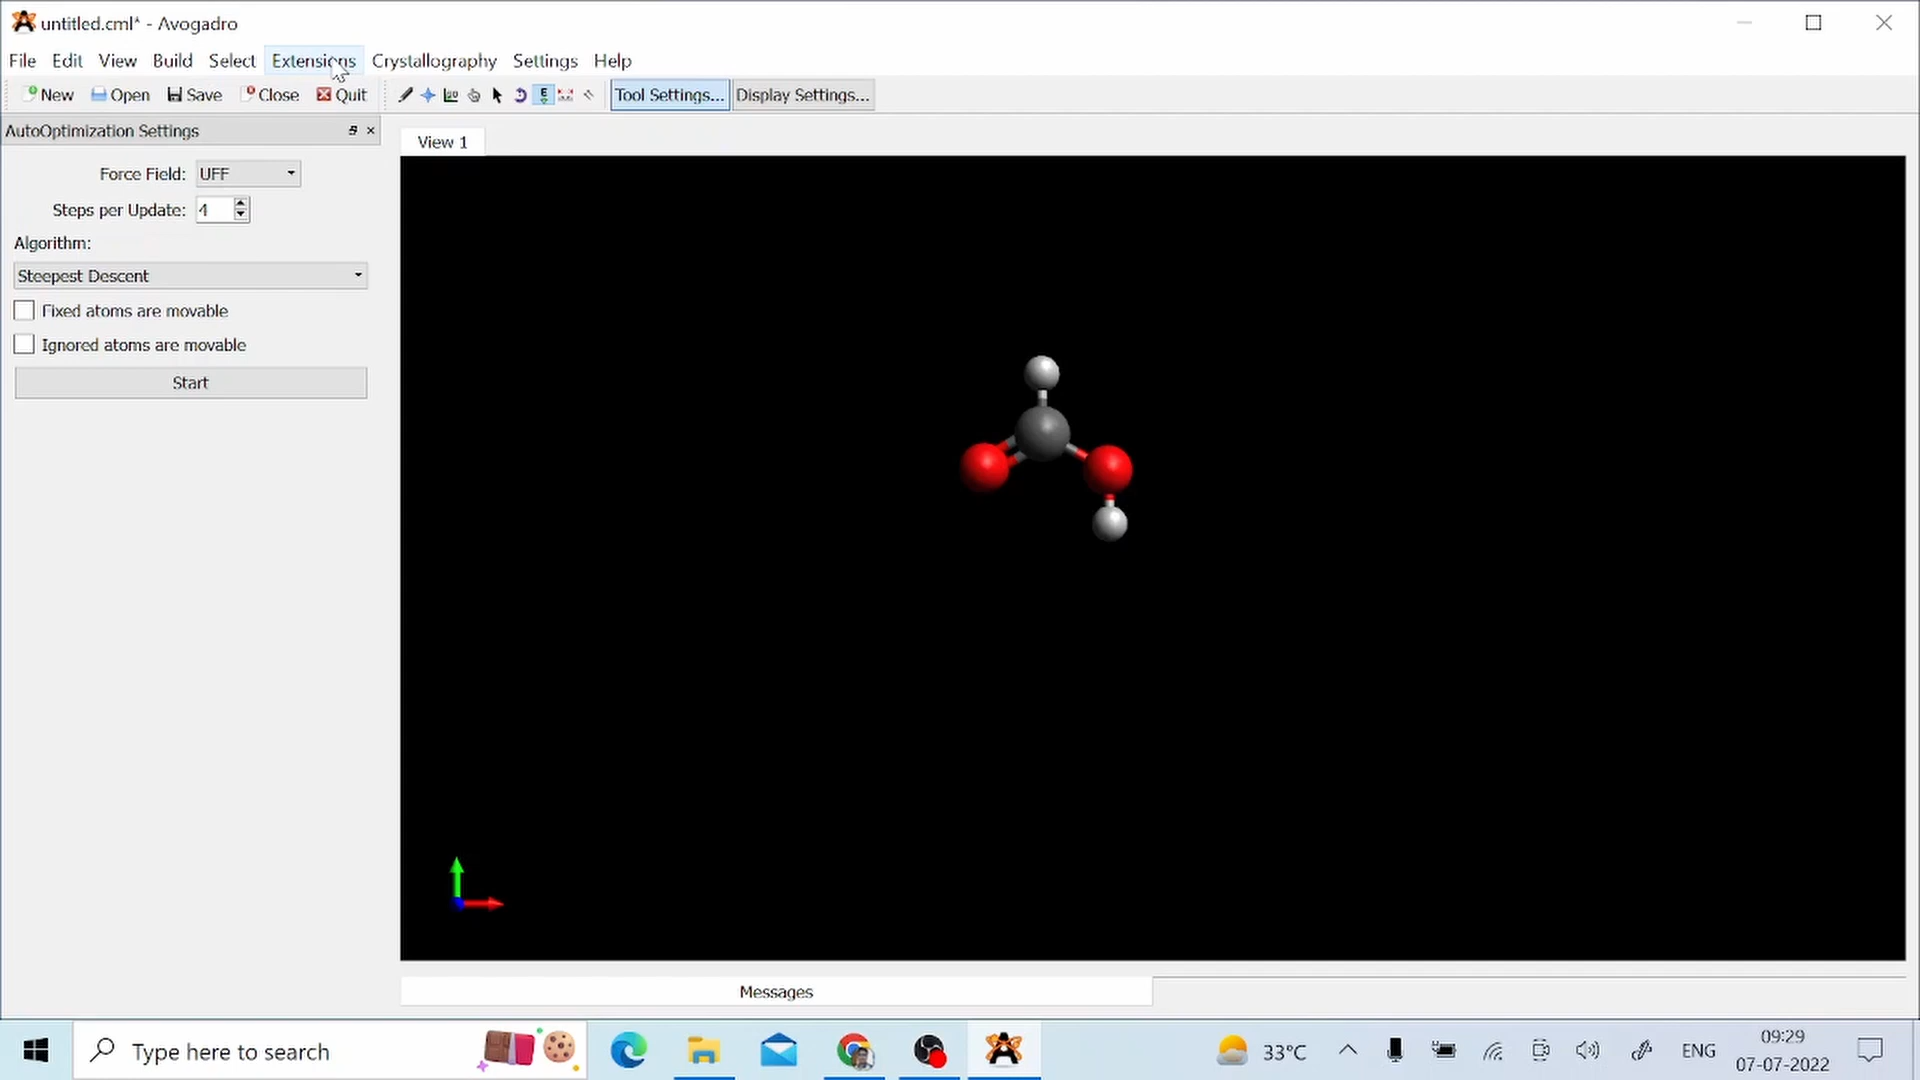 untitled.cml* - Avogadro
File Edit View Build Select Extensions Crystallography Settings Help
New Open Save Close Quit E Tool Settings... Display Settings...
AutoOptimization Settings
View 1
Force Field: UFF
Steps per Update: 4
Algorithm:
Steepest Descent
Fixed atoms are movable
Ignored atoms are movable
Start
Messages
Type here to search
33°C
ENG
09:29
07-07-2022